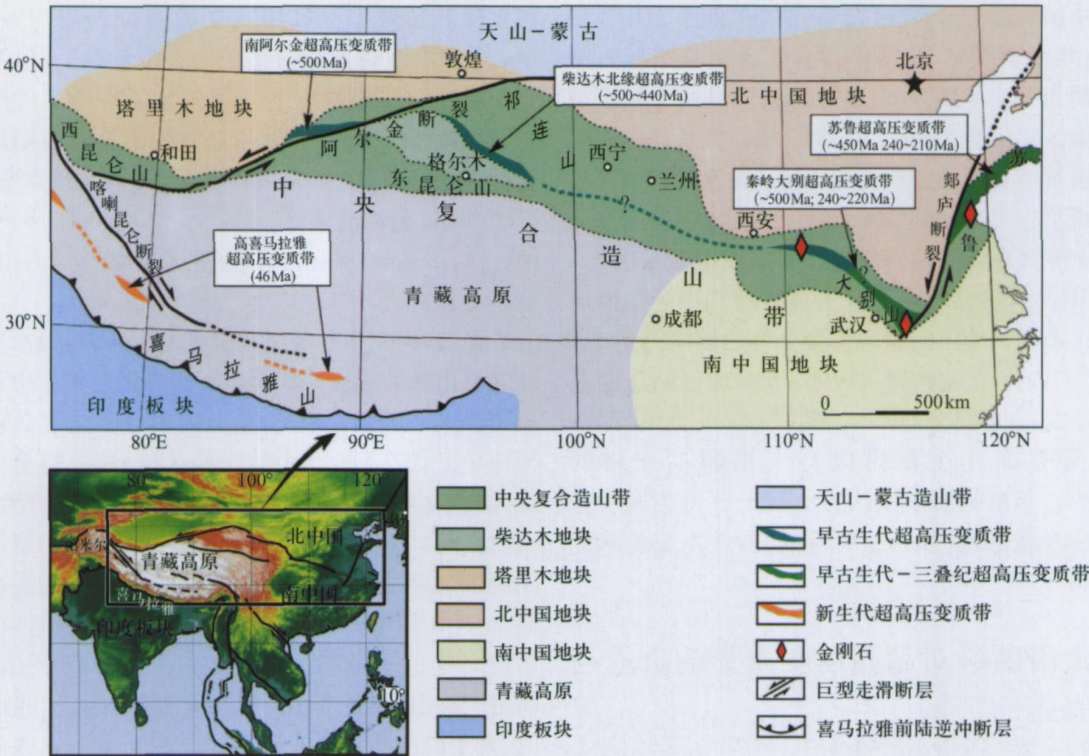 天山－蒙古
40°N
30°N
南阿尔金超高压变质带
(~500Ma)
敦煌
柴达木北缘超高压变质带
(~500~440Ma)
北京
北中国地块
塔里木地块
苏鲁超高压变质带
(~450Ma 240~210Ma)
西昆仑山
和田
阿尔金断裂
祁连山
西宁
兰州
格尔木
东昆仑山
秦岭大别超高压变质带
(~500Ma; 240~220Ma)
西安
苏鲁
郯庐断裂
喀喇昆仑断裂
中央复合造山带
?
高喜马拉雅
超高压变质带
(46Ma)
青藏高原
大别山
?
武汉
成都
南中国地块
喜马拉雅山
印度板块
0 500km
80°E 90°E 100°E 110°E 120°E
80° 100° 120°
帕米尔
青藏高原
北中国
喜马拉雅
南中国
印度板块
10°
中央复合造山带
柴达木地块
塔里木地块
北中国地块
南中国地块
青藏高原
印度板块
天山－蒙古造山带
早古生代超高压变质带
早古生代－三叠纪超高压变质带
新生代超高压变质带
金刚石
巨型走滑断层
喜马拉雅前陆逆冲断层